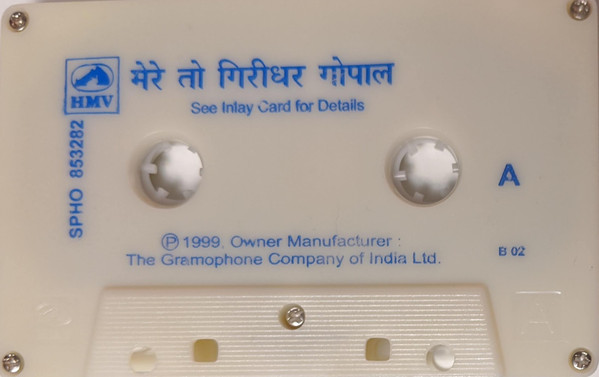 मेरे तो गिरीधर गोपाल
HMV
See Inlay Card for Details
SPHO 853282
A
Ⓟ 1999. Owner Manufacturer :
The Gramophone Company of India Ltd.
B 02
A